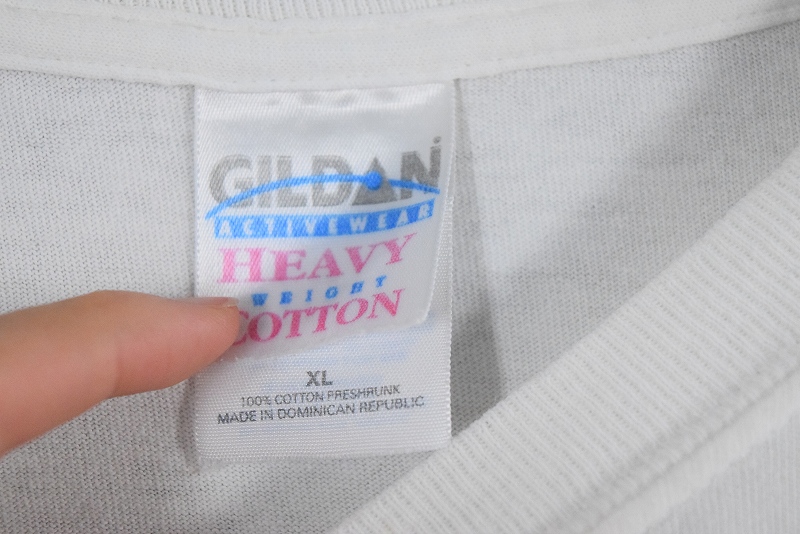 GILDAN
ACTIVEWEAR
HEAVY
WEIGHT
COTTON
XL
100% COTTON PRESHRUNK
MADE IN DOMINICAN REPUBLIC